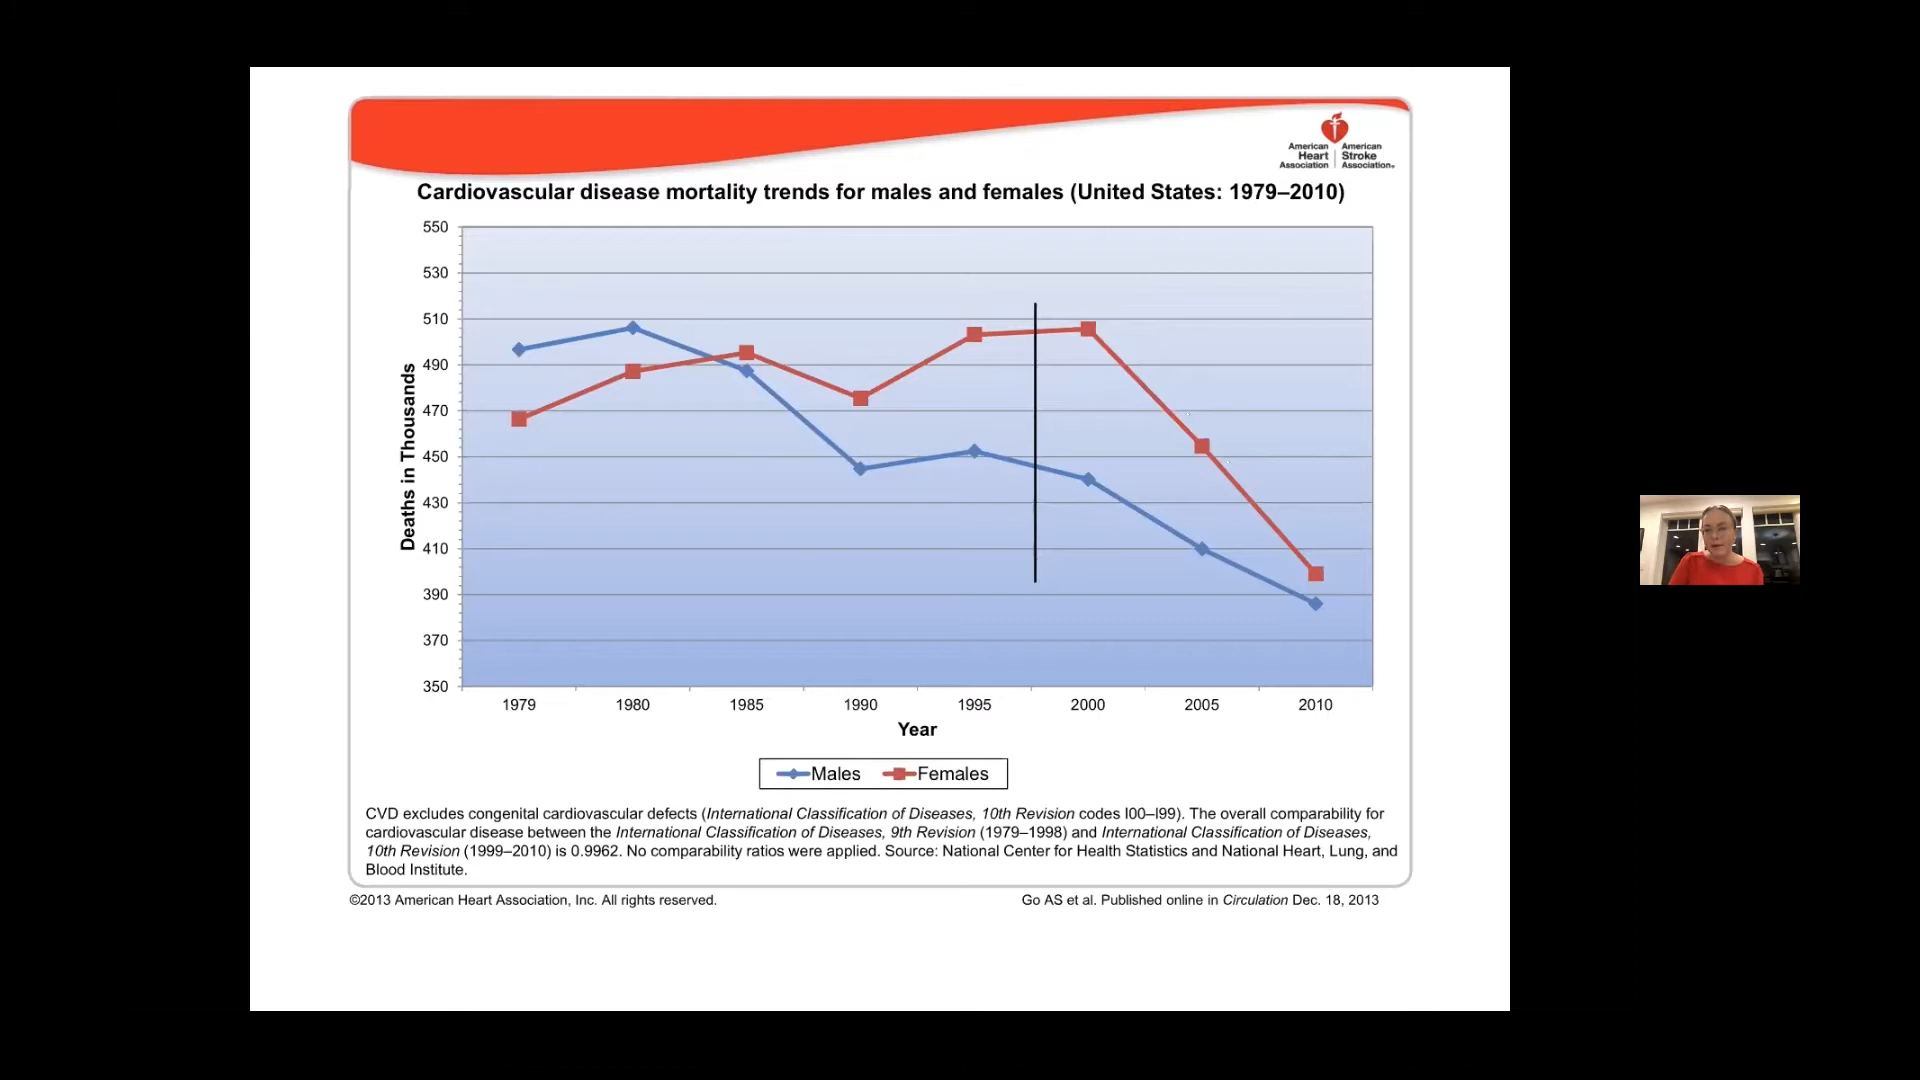 American Heart Association
American Stroke Association®
Cardiovascular disease mortality trends for males and females (United States: 1979–2010)
550
530
510
490
470
450
430
410
390
370
350
Deaths in Thousands
1979 1980 1985 1990 1995 2000 2005 2010
Year
Males Females
CVD excludes congenital cardiovascular defects (International Classification of Diseases, 10th Revision codes I00–I99). The overall comparability for
cardiovascular disease between the International Classification of Diseases, 9th Revision (1979–1998) and International Classification of Diseases,
10th Revision (1999–2010) is 0.9962. No comparability ratios were applied. Source: National Center for Health Statistics and National Heart, Lung, and
Blood Institute.
©2013 American Heart Association, Inc. All rights reserved.
Go AS et al. Published online in Circulation Dec. 18, 2013